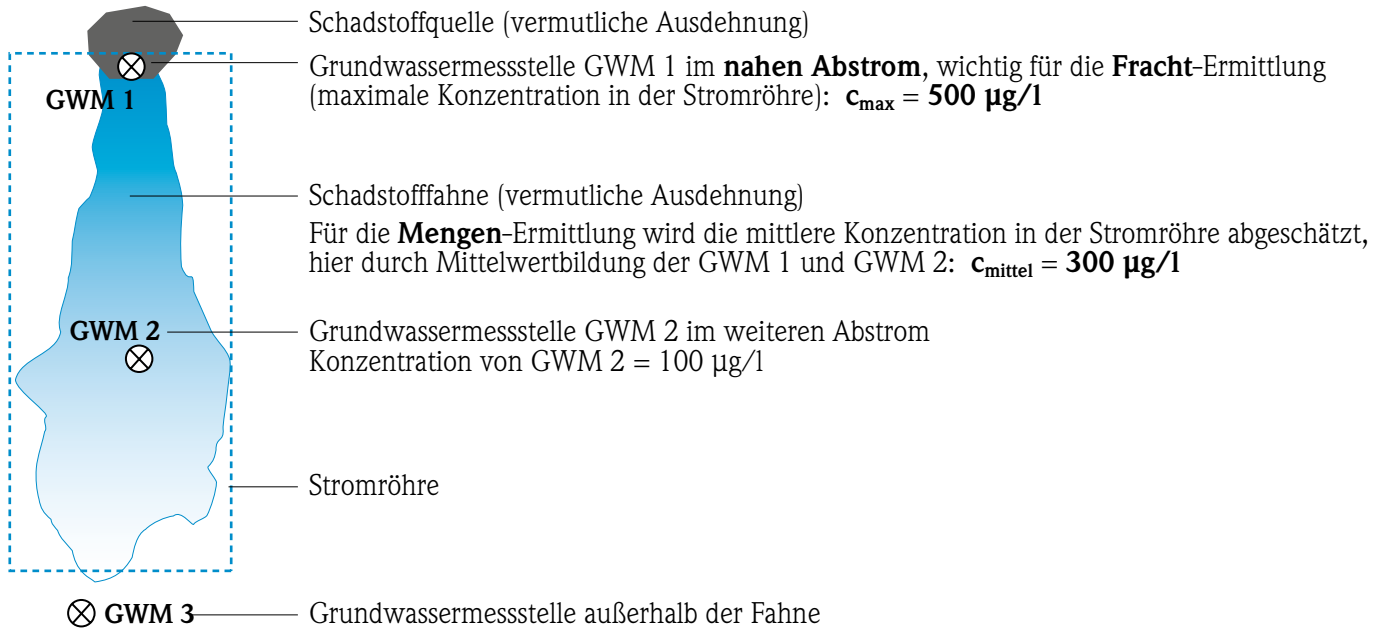 Schadstoffquelle (vermutliche Ausdehnung)
Grundwassermessstelle GWM 1 im nahen Abstrom, wichtig für die Fracht-Ermittlung
(maximale Konzentration in der Stromröhre): cmax = 500 µg/l
GWM 1
Schadstofffahne (vermutliche Ausdehnung)
Für die Mengen-Ermittlung wird die mittlere Konzentration in der Stromröhre abgeschätzt,
hier durch Mittelwertbildung der GWM 1 und GWM 2: cmittel = 300 µg/l
GWM 2
Grundwassermessstelle GWM 2 im weiteren Abstrom
Konzentration von GWM 2 = 100 µg/l
Stromröhre
GWM 3
Grundwassermessstelle außerhalb der Fahne